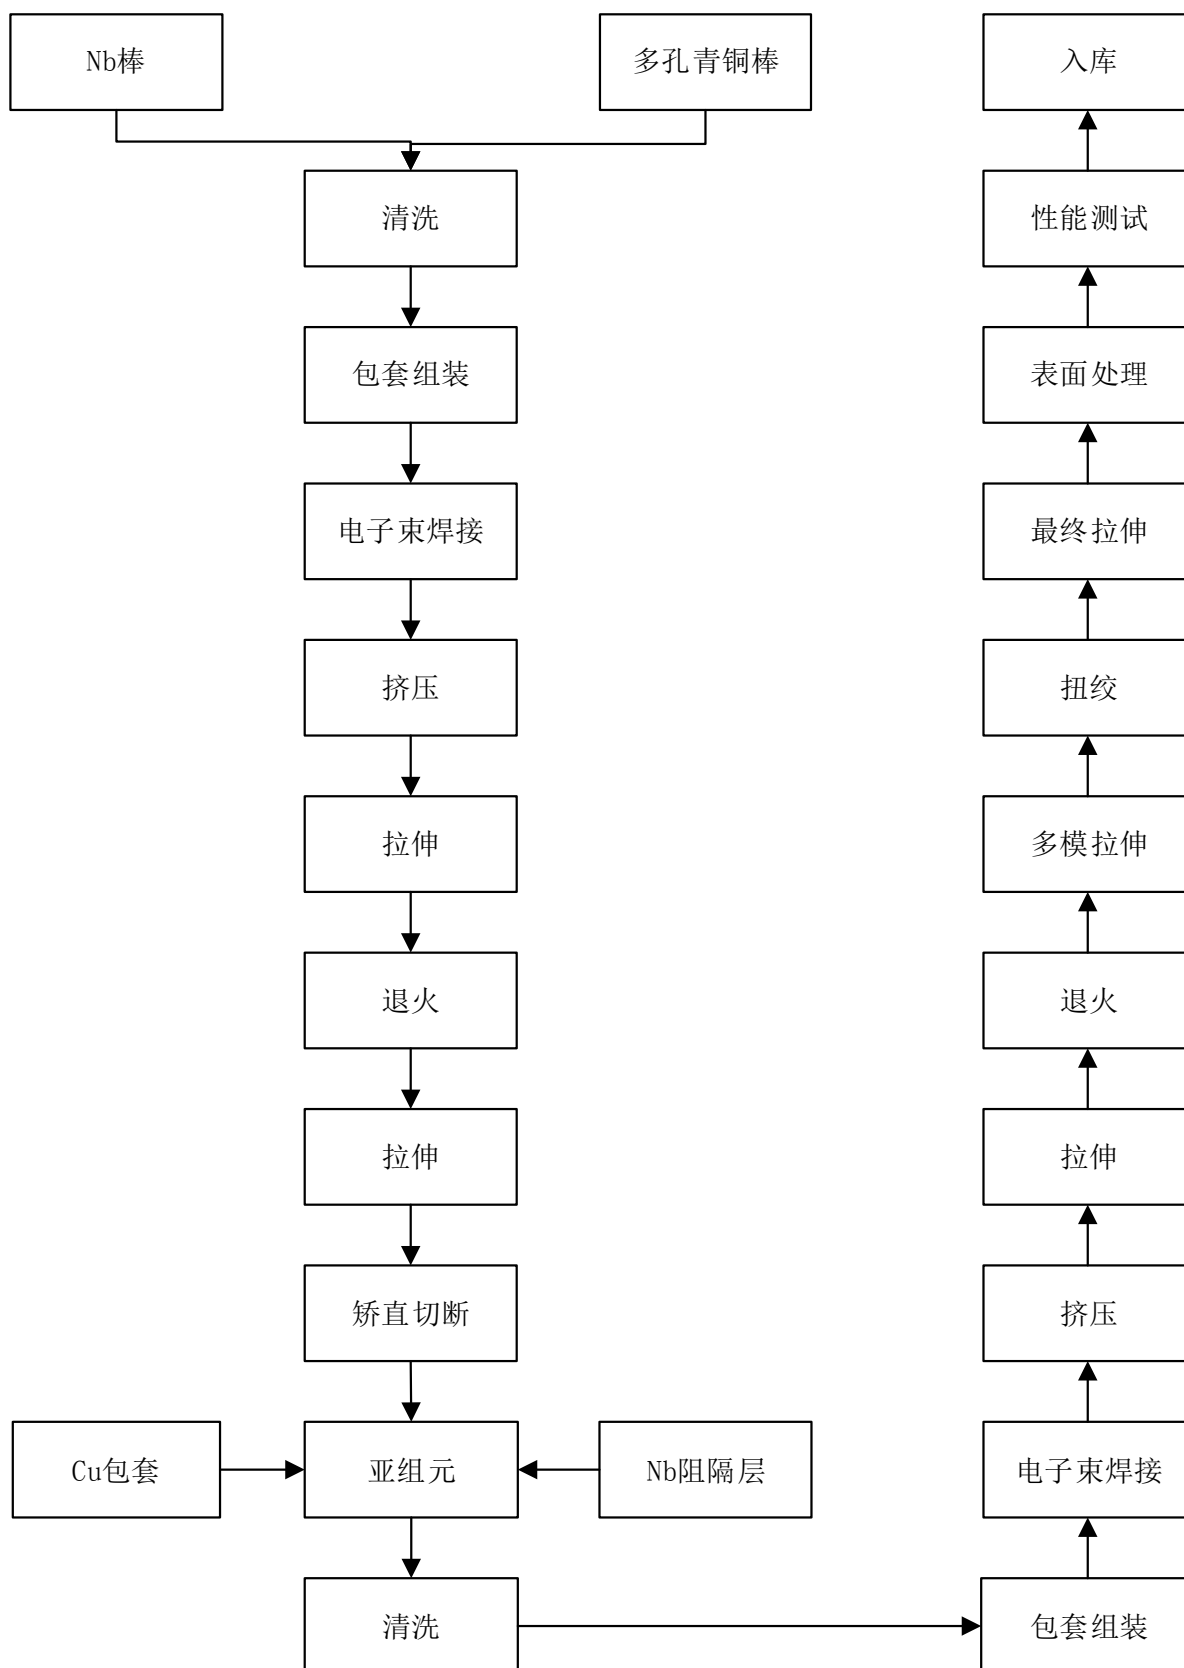 Nb棒
多孔青铜棒
清洗
包套组装
电子束焊接
挤压
拉伸
退火
拉伸
矫直切断
Cu包套
亚组元
Nb阻隔层
清洗
包套组装
电子束焊接
挤压
拉伸
退火
多模拉伸
扭绞
最终拉伸
表面处理
性能测试
入库